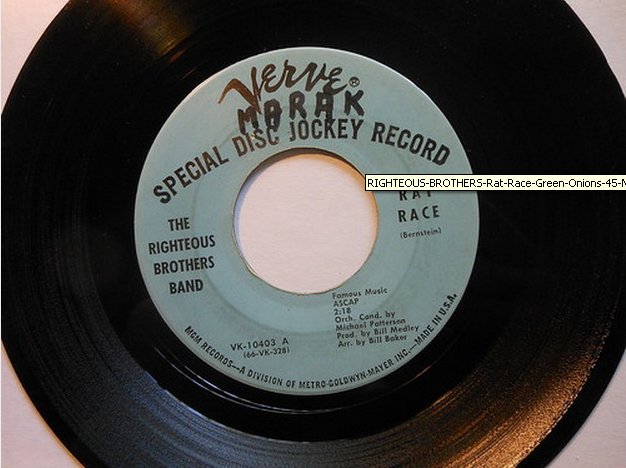 Verve®
MARAK
SPECIAL DISC JOCKEY RECORD
RIGHTEOUS-BROTHERS-Rat-Race-Green-Onions-45-M
THE
RIGHTEOUS
BROTHERS
BAND
RAT
RACE
(Bernstein)
Famous Music
ASCAP
2:18
Orch. Cond. by
Michael Patterson
Prod. by Bill Medley
Arr. by Bill Baker
VK-10403 A
(66-VK-328)
MGM RECORDS—A DIVISION OF METRO-GOLDWYN-MAYER INC.—MADE IN U.S.A.